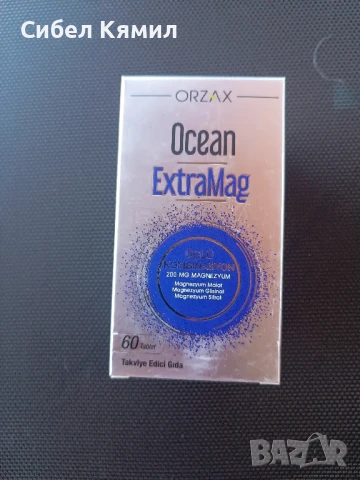 Сибел Кямил
ORZAX
Ocean
ExtraMag
200 MG MAGNEZYUM
Magnezyum Malat
Magnezyum Glisinat
Magnezyum Sitrat
60 Tablet
Takviye Edici Gıda
BAZAR